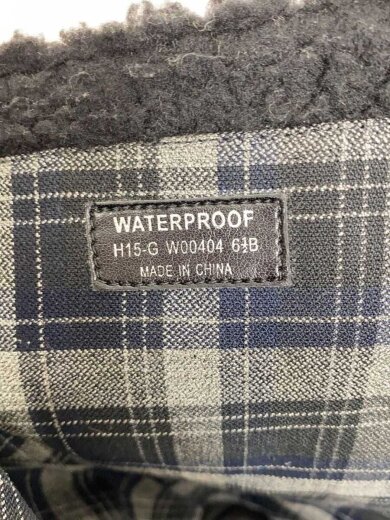 WATERPROOF
H15-G W00404 6½B
MADE IN CHINA